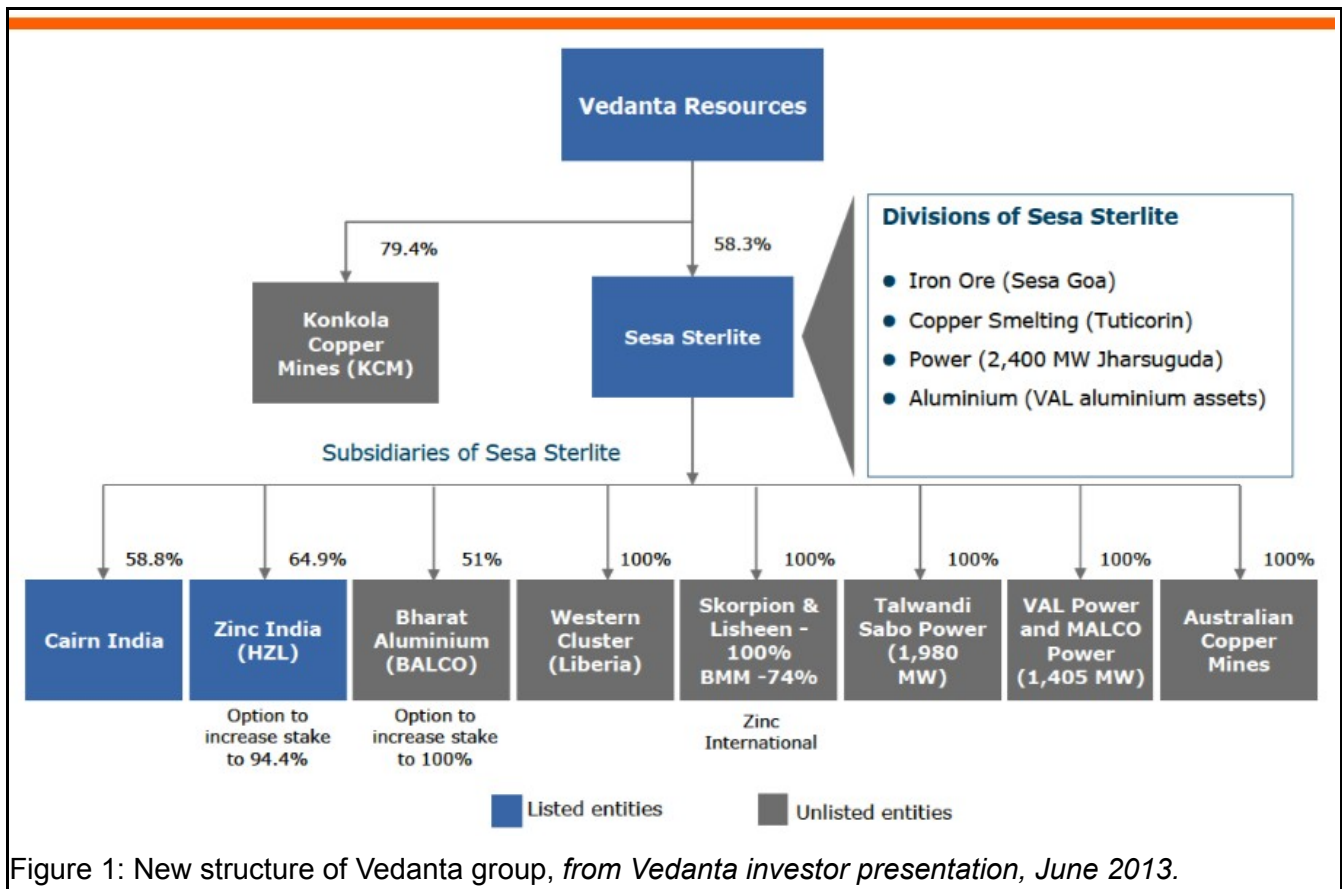 Vedanta Resources
79.4%
58.3%
Konkola
Copper
Mines (KCM)
Sesa Sterlite
Divisions of Sesa Sterlite
● Iron Ore (Sesa Goa)
● Copper Smelting (Tuticorin)
● Power (2,400 MW Jharsuguda)
● Aluminium (VAL aluminium assets)
Subsidiaries of Sesa Sterlite
58.8%
64.9%
51%
100%
100%
100%
100%
100%
Cairn India
Zinc India
(HZL)
Bharat
Aluminium
(BALCO)
Western
Cluster
(Liberia)
Skorpion &
Lisheen -
100%
BMM -74%
Talwandi
Sabo Power
(1,980
MW)
VAL Power
and MALCO
Power
(1,405 MW)
Australian
Copper
Mines
Option to
increase stake
to 94.4%
Option to
increase stake
to 100%
Zinc
International
Listed entities
Unlisted entities
Figure 1: New structure of Vedanta group, from Vedanta investor presentation, June 2013.